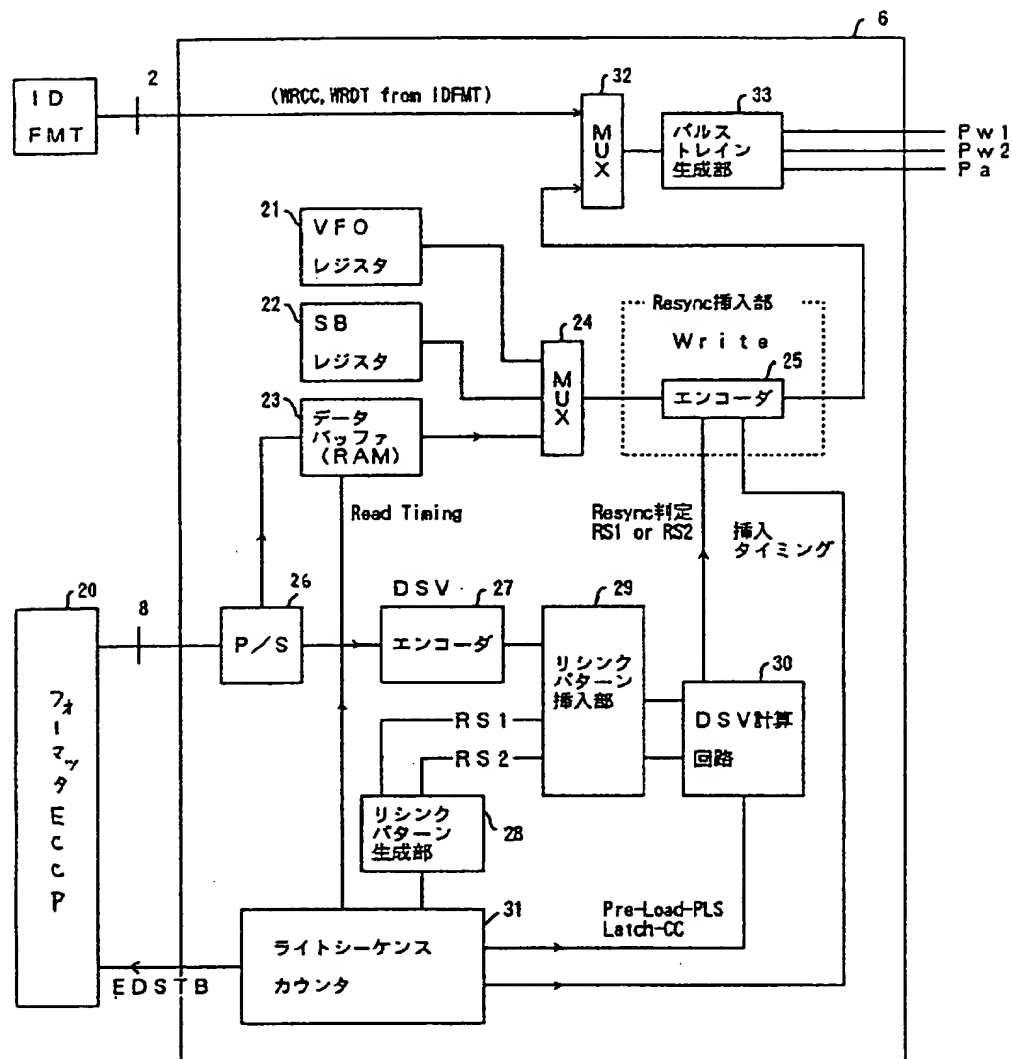 6
2
32
ID
FMT
(WRCC,WRDT from IDFMT)
MUX
33
パルス
トレイン
生成部
Pw1
Pw2
Pa
21
VFO
レジスタ
22
SB
レジスタ
24
MUX
Resync挿入部
Write
25
エンコーダ
23
データ
バッファ
(RAM)
Read Timing
Resync判定
RS1 or RS2
挿入
タイミング
20
8
26
P/S
DSV
27
エンコーダ
29
リシンク
パターン
挿入部
30
DSV計算
回路
フォーマッタECCP
RS1
RS2
リシンク
パターン
生成部
28
31
Pre-Load-PLS
Latch-CC
ライトシーケンス
カウンタ
EDSTB